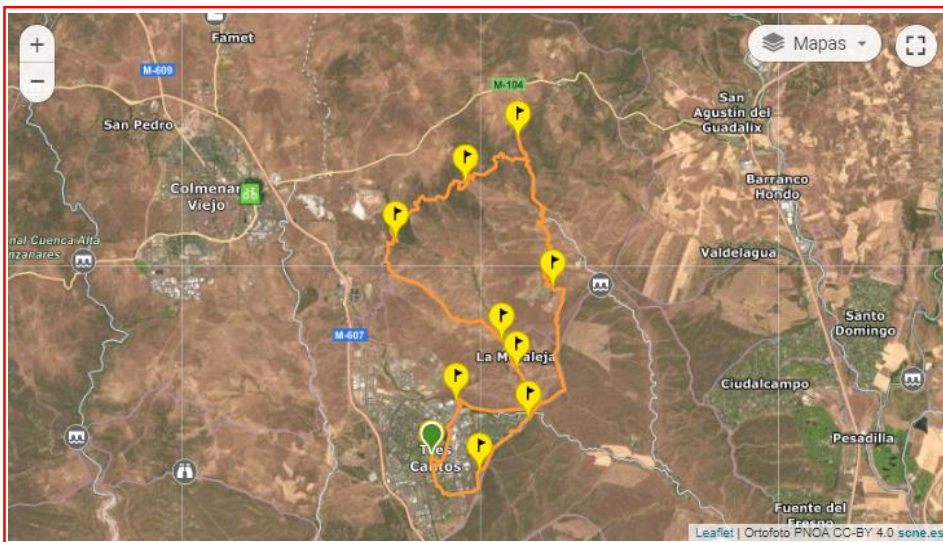 +
−
Famet
M-609
Mapas
M-104
San
Agustín del
Guadalix
San Pedro
Colmenar
Viejo
Barranco
Hondo
nal Cuenca Alta
nzanares
Valdelagua
Santo
Domingo
M-607
La M aleja
Ciudalcampo
Pesadilla
Tres
Cantos
Fuente del
Fresno
Leaflet | Ortofoto PNOA CC-BY 4.0 scne.es